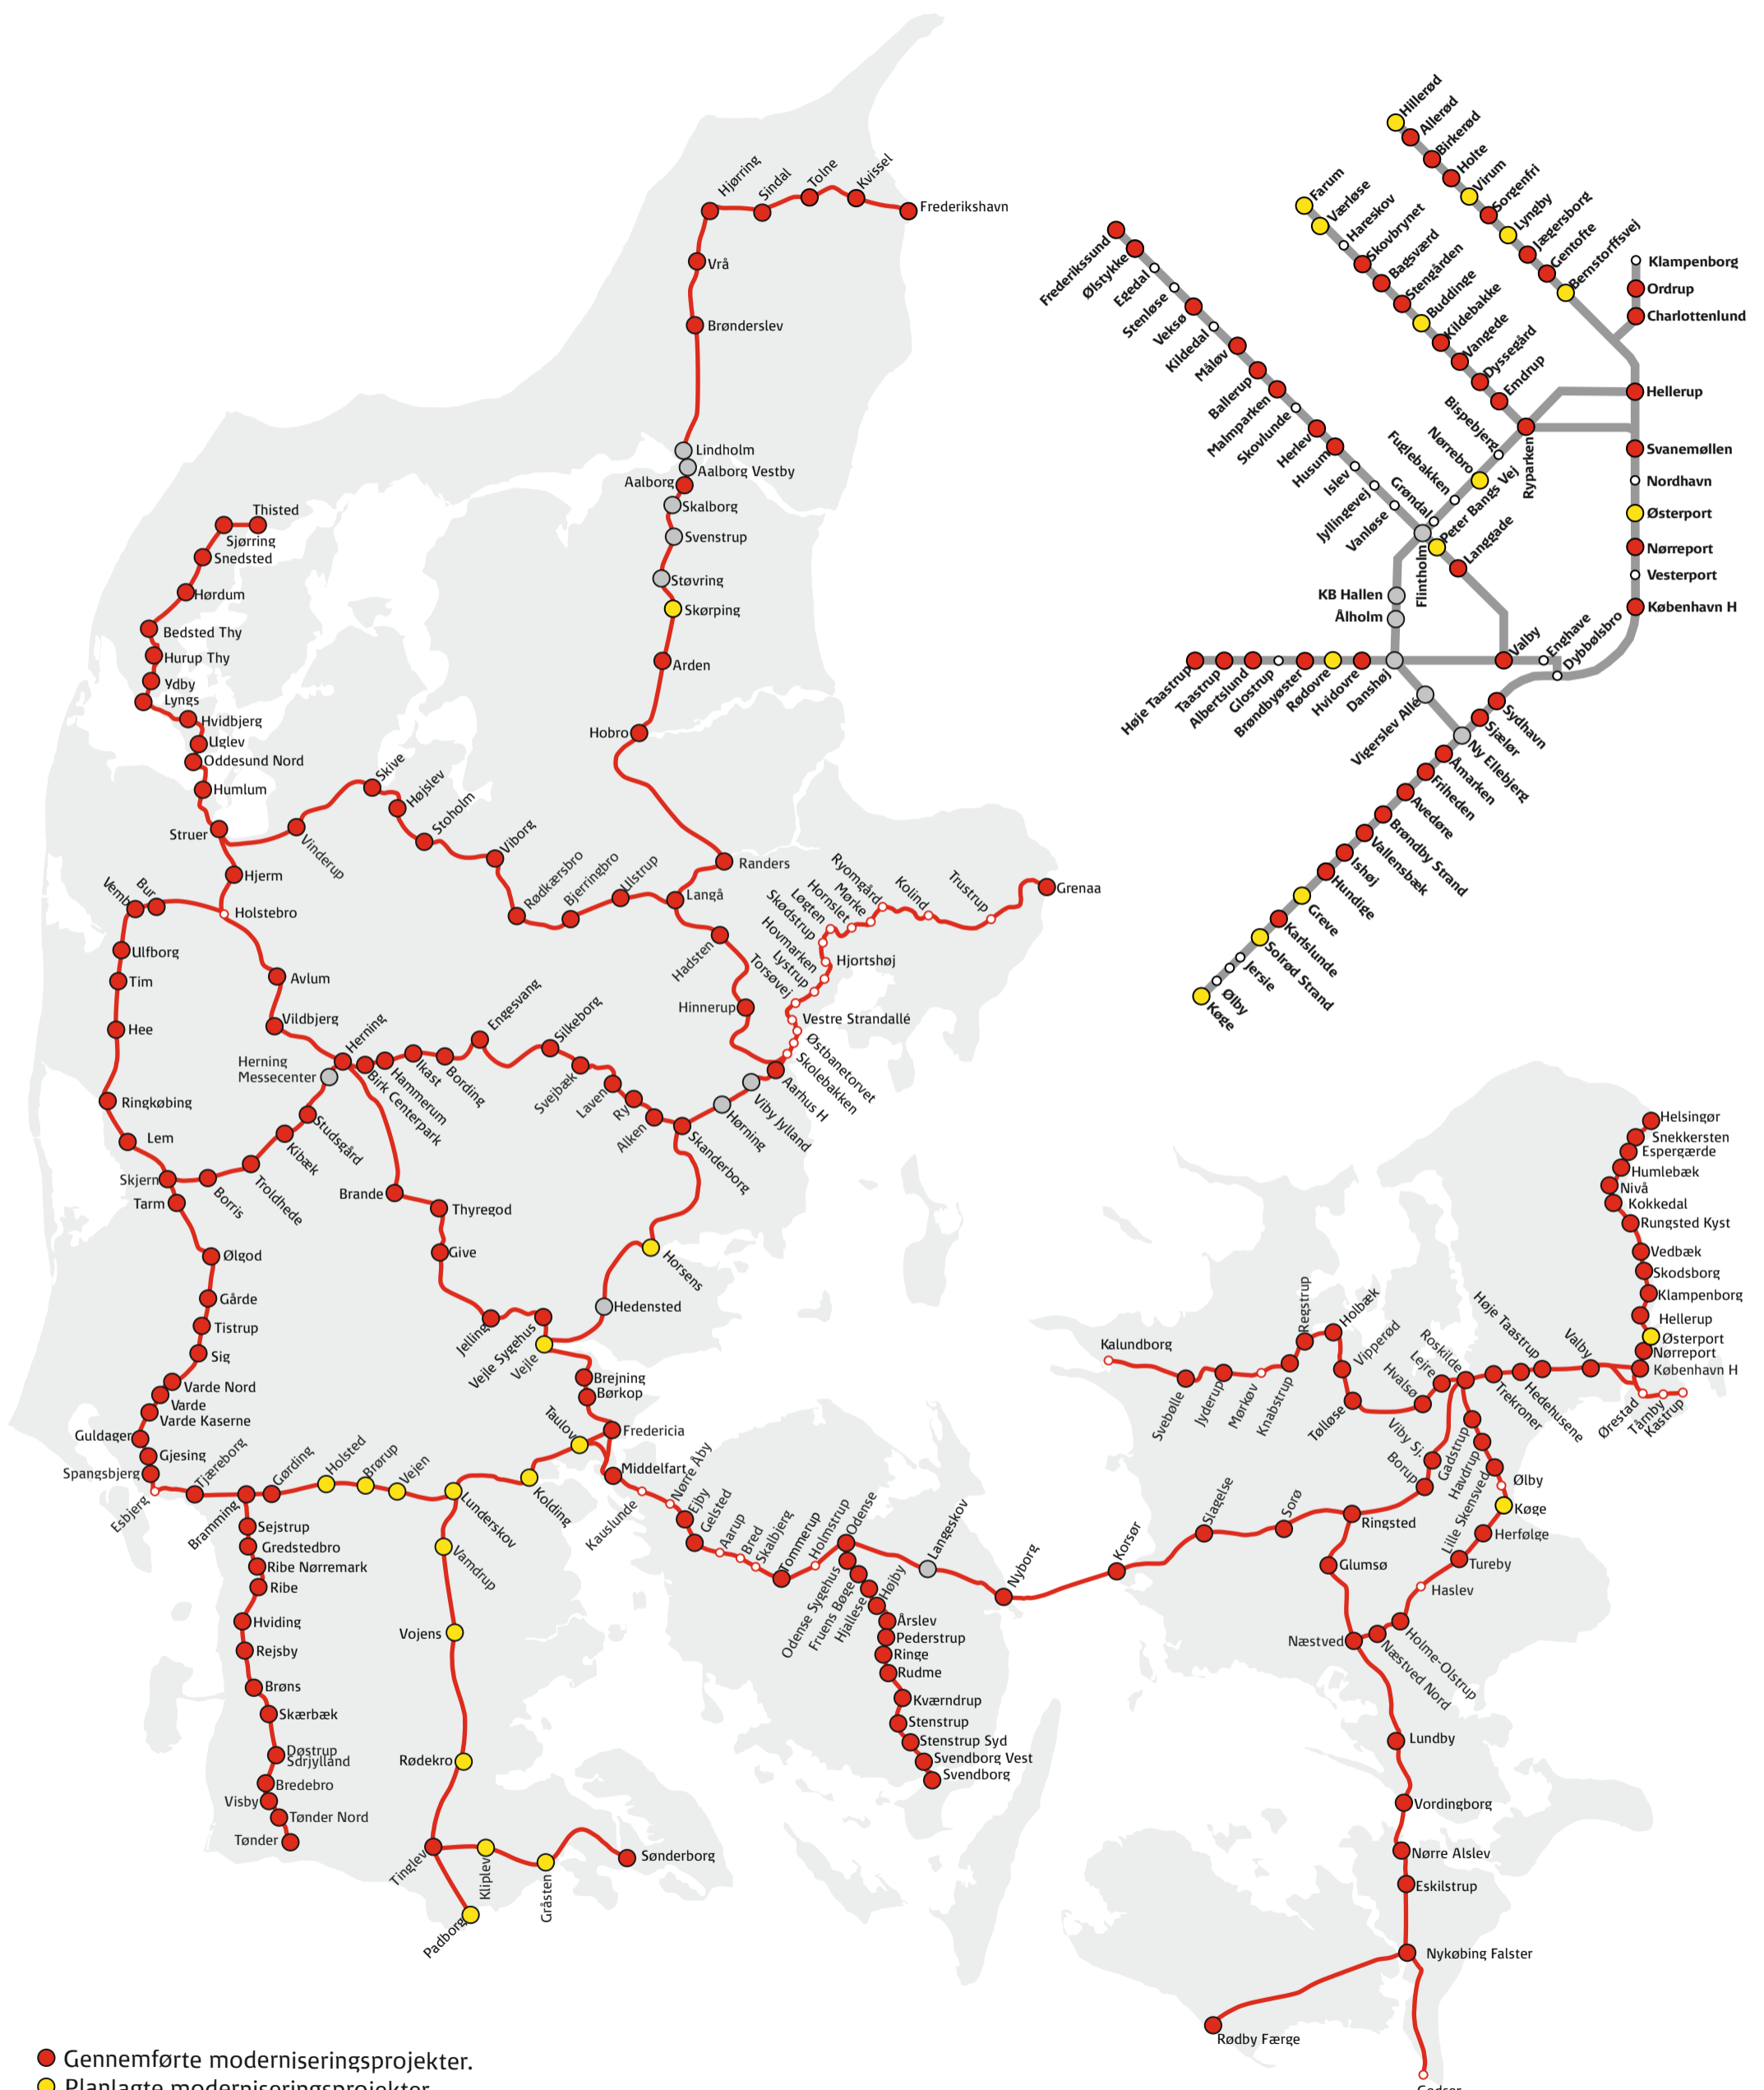 Hjørring
Sindal
Tolne
Kvissel
Frederikshavn
Vrå
Brønderslev
Lindholm
Aalborg Vestby
Aalborg
Skalborg
Svenstrup
Støvring
Skørping
Arden
Hobro
Randers
Langå
Thisted
Sjørring
Snedsted
Hørdum
Bedsted Thy
Hurup Thy
Ydby
Lyngs
Hvidbjerg
Uglev
Oddesund Nord
Humlum
Struer
Vinderup
Skive
Højslev
Stoholm
Viborg
Rødkærsbro
Bjerringbro
Ulstrup
Hjerm
Vemb
Bur
Holstebro
Ulfborg
Tim
Hee
Ringkøbing
Lem
Skjern
Tarm
Avlum
Vildbjerg
Herning
Herning
Messecenter
Birk Centerpark
Hammerum
Ikast
Bording
Engesvang
Silkeborg
Svejbæk
Laven
Ry
Alken
Skanderborg
Hørning
Viby Jylland
Aarhus H
Skolebakken
Østbanetorvet
Vestre Strandallé
Torsøvej
Lystrup
Hovmarken
Hjortshøj
Skødstrup
Løgten
Hornslet
Mørke
Ryomgård
Kolind
Trustrup
Grenaa
Hadsten
Hinnerup
Studsgård
Kibæk
Troldhede
Borris
Brande
Thyregod
Give
Jelling
Vejle Sygehus
Vejle
Hedensted
Horsens
Ølgod
Gårde
Tistrup
Sig
Varde Nord
Varde
Varde Kaserne
Guldager
Gjesing
Spangsbjerg
Esbjerg
Tjæreborg
Bramming
Gørding
Holsted
Brørup
Vejen
Lunderskov
Kolding
Taulov
Fredericia
Brejning
Børkop
Middelfart
Kauslunde
Nørre Åby
Ejby
Gelsted
Aarup
Bred
Skalbjerg
Tommerup
Holmstrup
Odense
Langeskov
Nyborg
Odense Sygehus
Fruens Bøge
Hjallese
Højby
Årslev
Pederstrup
Ringe
Rudme
Kværndrup
Stenstrup
Stenstrup Syd
Svendborg Vest
Svendborg
Sejstrup
Gredstedbro
Ribe Nørremark
Ribe
Hviding
Rejsby
Brøns
Skærbæk
Døstrup
Sdrjylland
Bredebro
Visby
Tønder Nord
Tønder
Vamdrup
Vojens
Rødekro
Tinglev
Kliplev
Gråsten
Sønderborg
Padborg
Hillerød
Allerød
Birkerød
Holte
Virum
Sorgenfri
Lyngby
Jægersborg
Gentofte
Bernstorffsvej
Klampenborg
Ordrup
Charlottenlund
Hellerup
Svanemøllen
Nordhavn
Østerport
Nørreport
Vesterport
København H
Dybbølsbro
Enghave
Valby
Farum
Værløse
Hareskov
Skovbrynet
Bagsværd
Stengården
Buddinge
Kildebakke
Vangede
Dyssegård
Emdrup
Ryparken
Bispebjerg
Nørrebro
Fuglebakken
Grøndal
Flintholm
Peter Bangs Vej
Langgade
KB Hallen
Ålholm
Frederikssund
Ølstykke
Egedal
Stenløse
Veksø
Kildedal
Måløv
Ballerup
Malmparken
Skovlunde
Herlev
Husum
Islev
Jyllingevej
Vanløse
Høje Taastrup
Taastrup
Albertslund
Glostrup
Brøndbyøster
Rødovre
Hvidovre
Danshøj
Vigerslev Alle
Ny Ellebjerg
Sydhavn
Sjælør
Åmarken
Friheden
Avedøre
Brøndby Strand
Vallensbæk
Ishøj
Hundige
Greve
Karlslunde
Solrød Strand
Jersie
Ølby
Køge
Helsingør
Snekkersten
Espergærde
Humlebæk
Nivå
Kokkedal
Rungsted Kyst
Vedbæk
Skodsborg
Klampenborg
Hellerup
Østerport
Nørreport
København H
Kalundborg
Svebølle
Jyderup
Mørkøv
Knabstrup
Regstrup
Holbæk
Vipperød
Tølløse
Hvalsø
Lejre
Roskilde
Trekroner
Hedehusene
Høje Taastrup
Valby
Ørestad
Tårnby
Kastrup
Viby Sj.
Borup
Gadstrup
Havdrup
Lille Skensved
Ølby
Køge
Herfølge
Tureby
Haslev
Holme-Olstrup
Næstved Nord
Næstved
Glumsø
Ringsted
Sorø
Slagelse
Korsør
Lundby
Vordingborg
Nørre Alslev
Eskilstrup
Nykøbing Falster
Rødby Færge
Gennemførte moderniseringsprojekter.
Planlagte moderniseringsprojekter